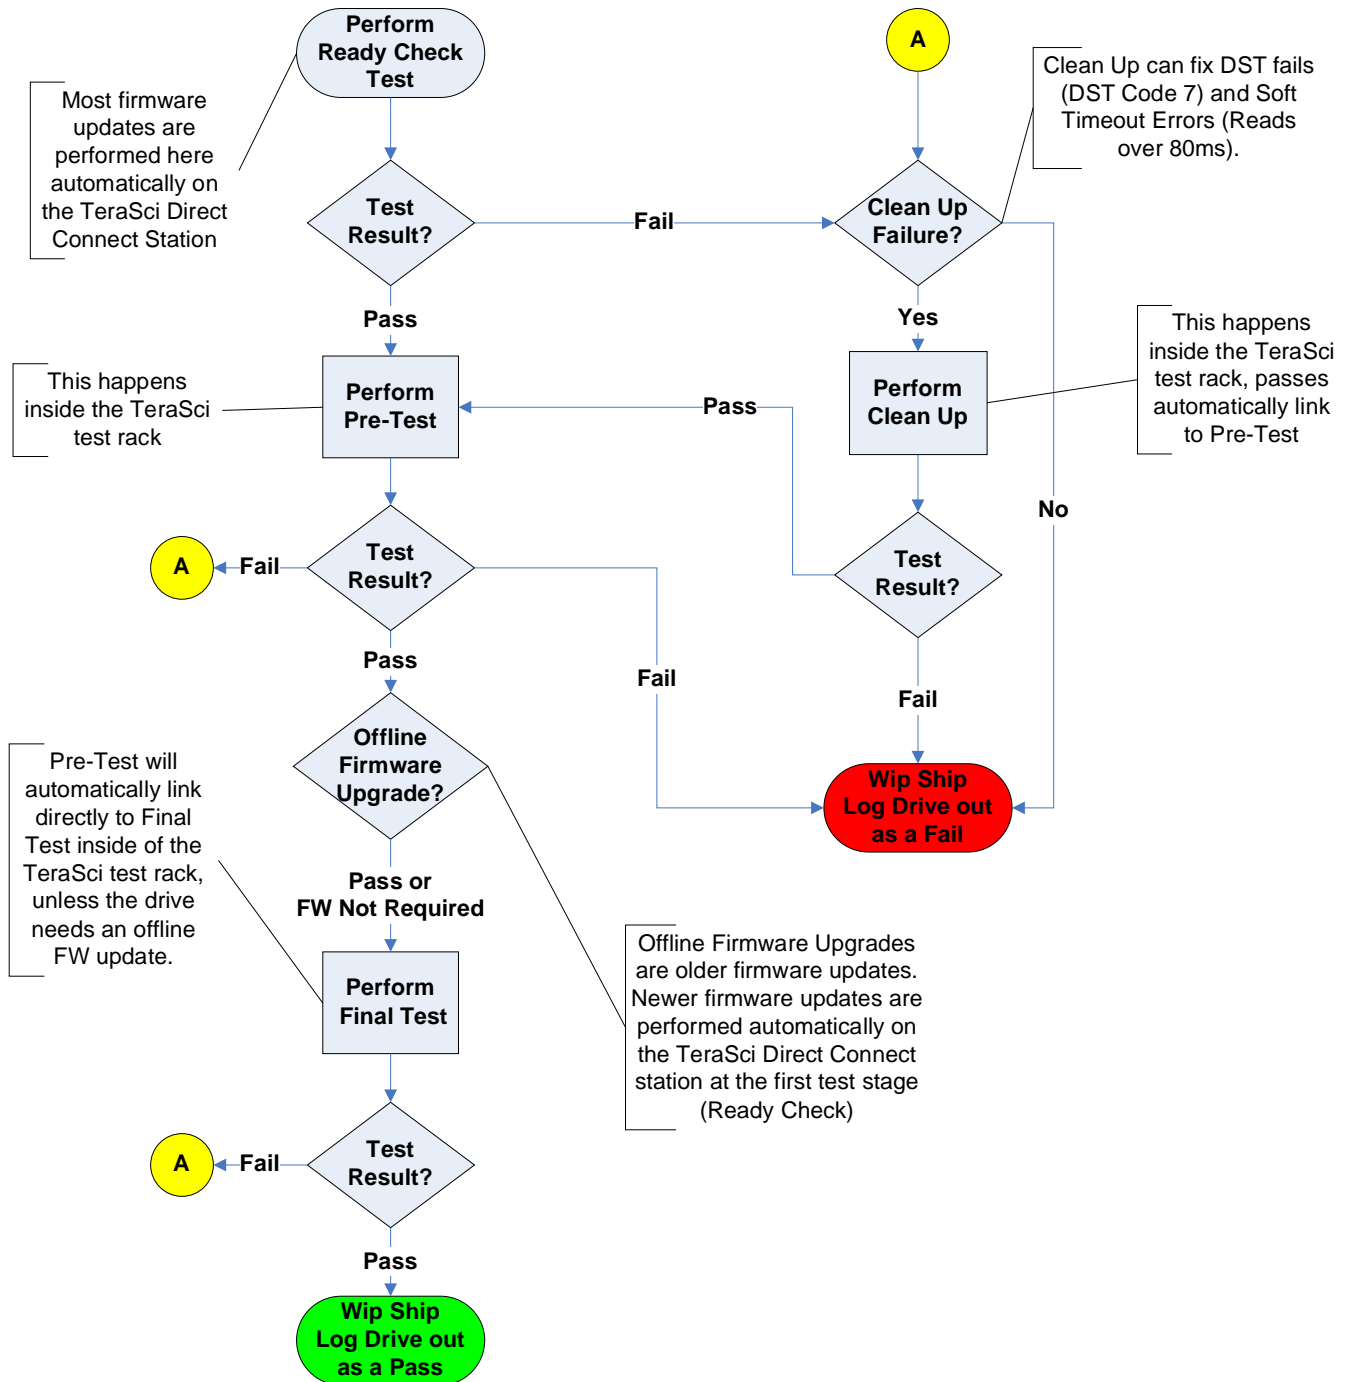 Perform
Ready Check
Test
A
Clean Up can fix DST fails
(DST Code 7) and Soft
Timeout Errors (Reads
over 80ms).
Most firmware
updates are
performed here
automatically on
the TeraSci Direct
Connect Station
Test
Result?
Fail
Clean Up
Failure?
Pass
Yes
This happens
inside the TeraSci
test rack, passes
automatically link
to Pre-Test
This happens
inside the TeraSci
test rack
Perform
Pre-Test
Pass
Perform
Clean Up
No
A
Fail
Test
Result?
Test
Result?
Pass
Fail
Fail
Offline
Firmware
Upgrade?
Wip Ship
Log Drive out
as a Fail
Pre-Test will
automatically link
directly to Final
Test inside of the
TeraSci test rack,
unless the drive
needs an offline
FW update.
Pass or
FW Not Required
Offline Firmware Upgrades
are older firmware updates.
Newer firmware updates are
performed automatically on
the TeraSci Direct Connect
station at the first test stage
(Ready Check)
Perform
Final Test
A
Fail
Test
Result?
Pass
Wip Ship
Log Drive out
as a Pass